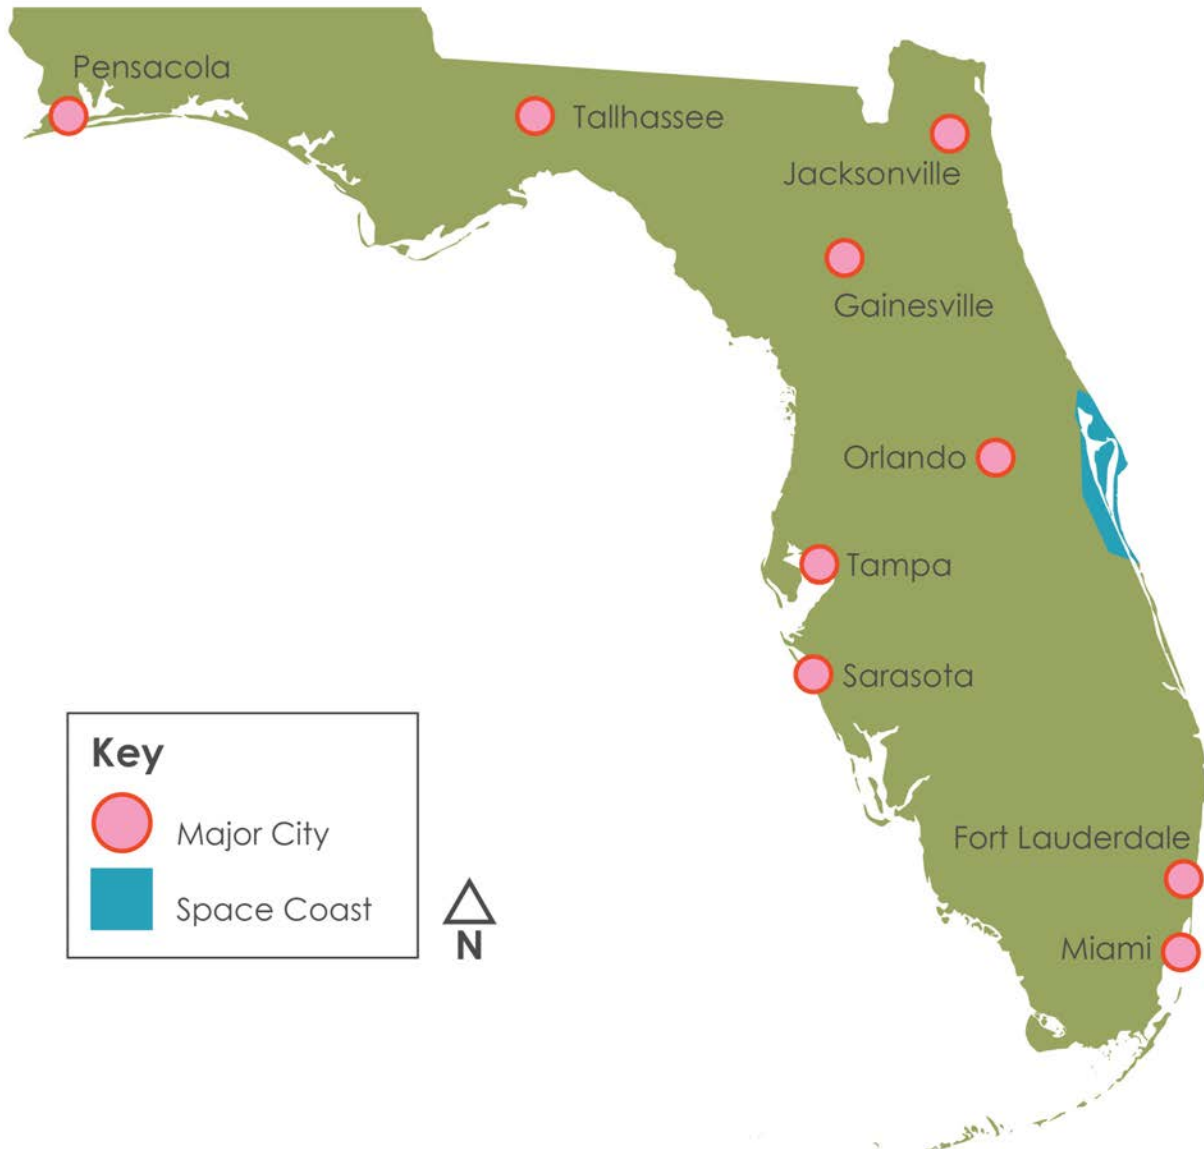 Pensacola
Tallhassee
Jacksonville
Gainesville
Orlando
Tampa
Sarasota
Key
Major City
Space Coast
N
Fort Lauderdale
Miami